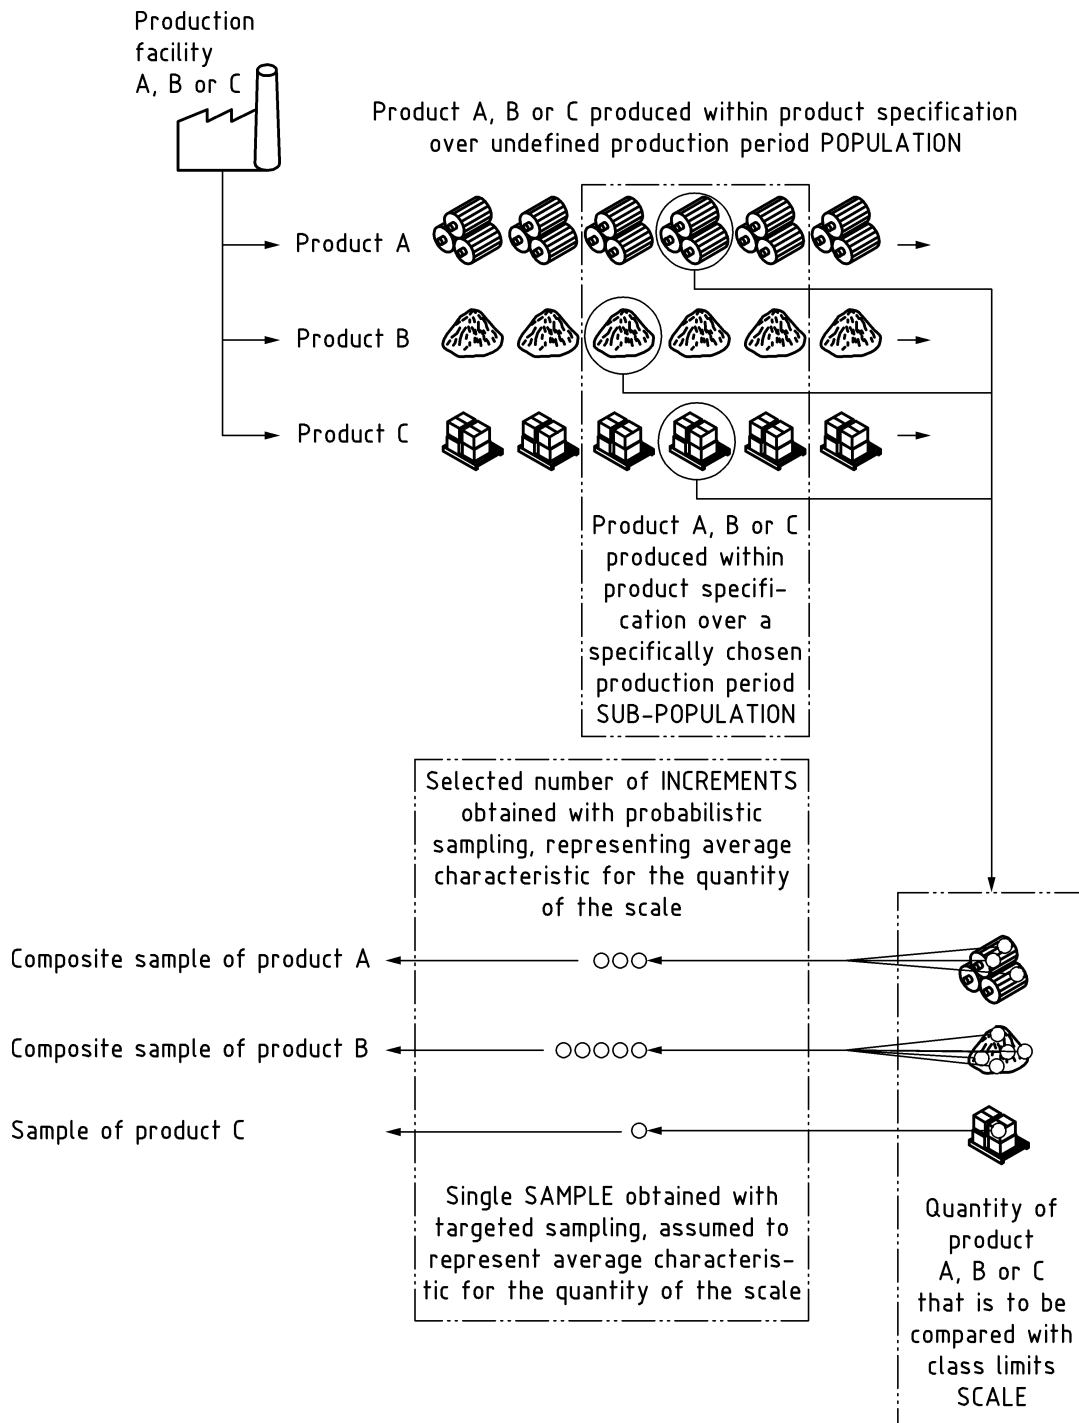 Production
facility
A, B or C
Product A, B or C produced within product specification
over undefined production period POPULATION
Product A
Product B
Product C
Product A, B or C
produced within
product specifi-
cation over a
specifically chosen
production period
SUB-POPULATION
Selected number of INCREMENTS
obtained with probabilistic
sampling, representing average
characteristic for the quantity
of the scale
Composite sample of product A
Composite sample of product B
Sample of product C
Single SAMPLE obtained with
targeted sampling, assumed to
represent average characteris-
tic for the quantity of the scale
Quantity of
product
A, B or C
that is to be
compared with
class limits
SCALE